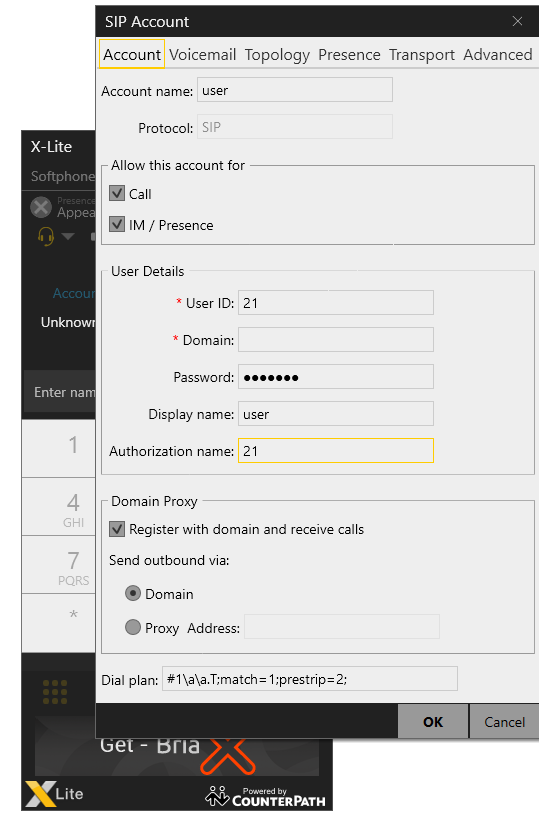 SIP Account
Account Voicemail Topology Presence Transport Advanced
Account name: user
Protocol: SIP
Allow this account for
Call
IM / Presence
User Details
* User ID: 21
* Domain:
Password: ●●●●●●●
Display name: user
Authorization name: 21
Domain Proxy
Register with domain and receive calls
Send outbound via:
Domain
Proxy Address:
Dial plan: #1\a\a.T;match=1;prestrip=2;
OK Cancel
X-Lite
Softphone
Presence
Appea
Accour
Unknown
Enter nam
1
4
GHI
7
PQRS
*
Get - Bria X
X Lite
Powered by
COUNTERPATH